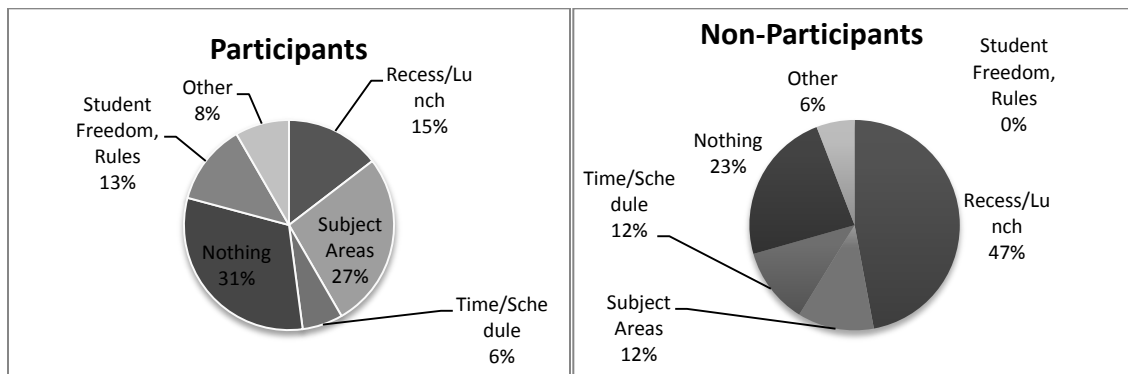 Participants
Other
8%
Recess/Lu
nch
15%
Student
Freedom,
Rules
13%
Subject
Areas
27%
Nothing
31%
Time/Sche
dule
6%
Non-Participants
Student
Freedom,
Rules
0%
Other
6%
Nothing
23%
Time/Sche
dule
12%
Recess/Lu
nch
47%
Subject
Areas
12%